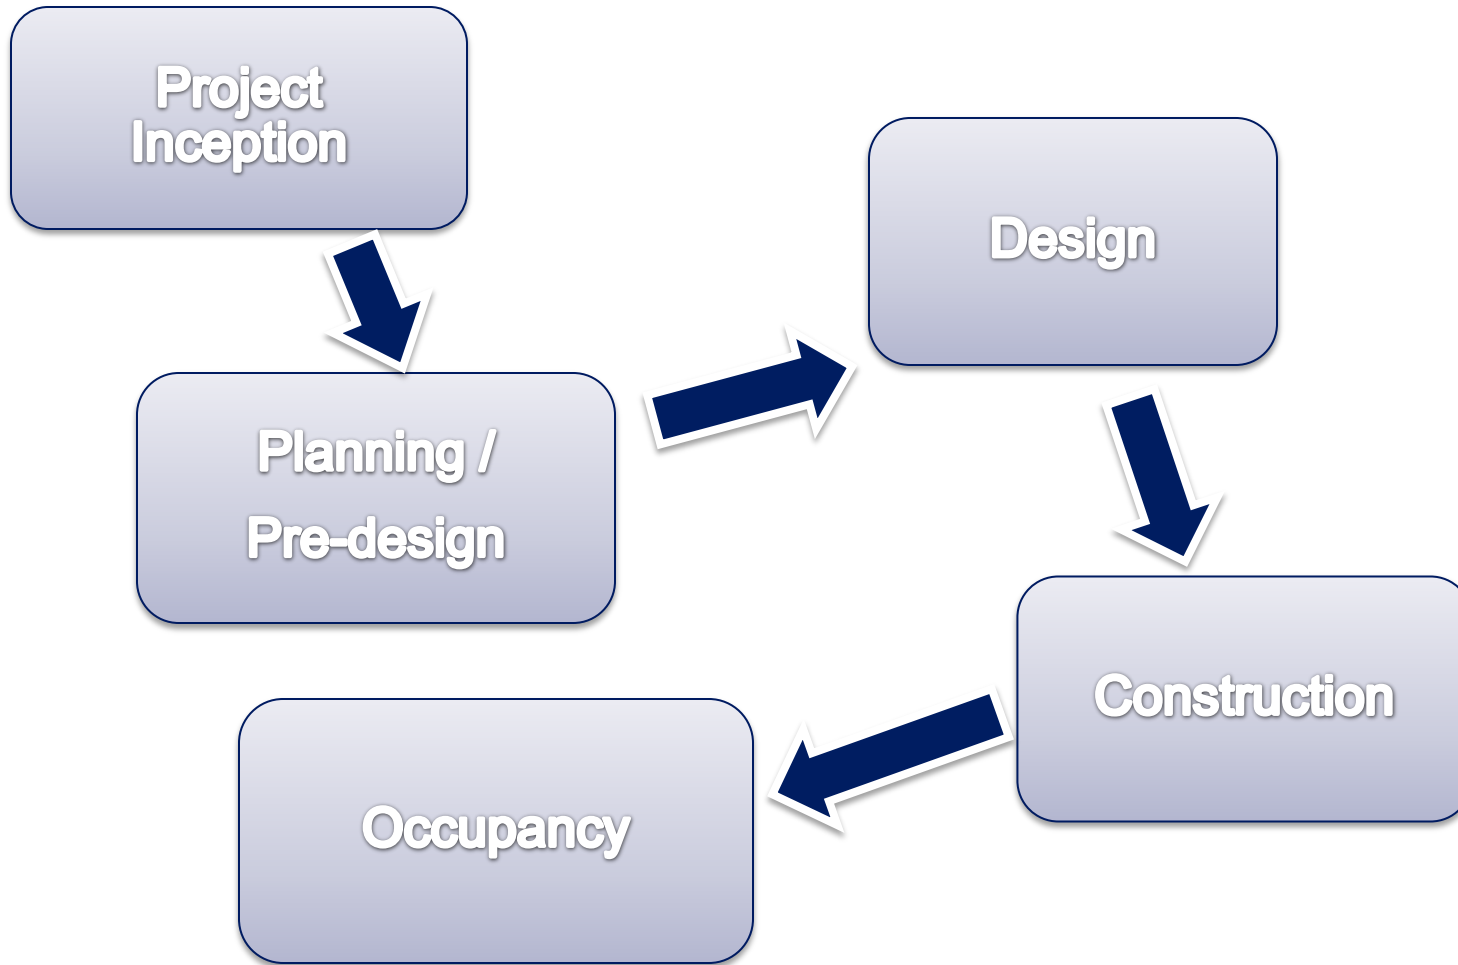 Project
Inception
Planning /
Pre-design
Design
Construction
Occupancy